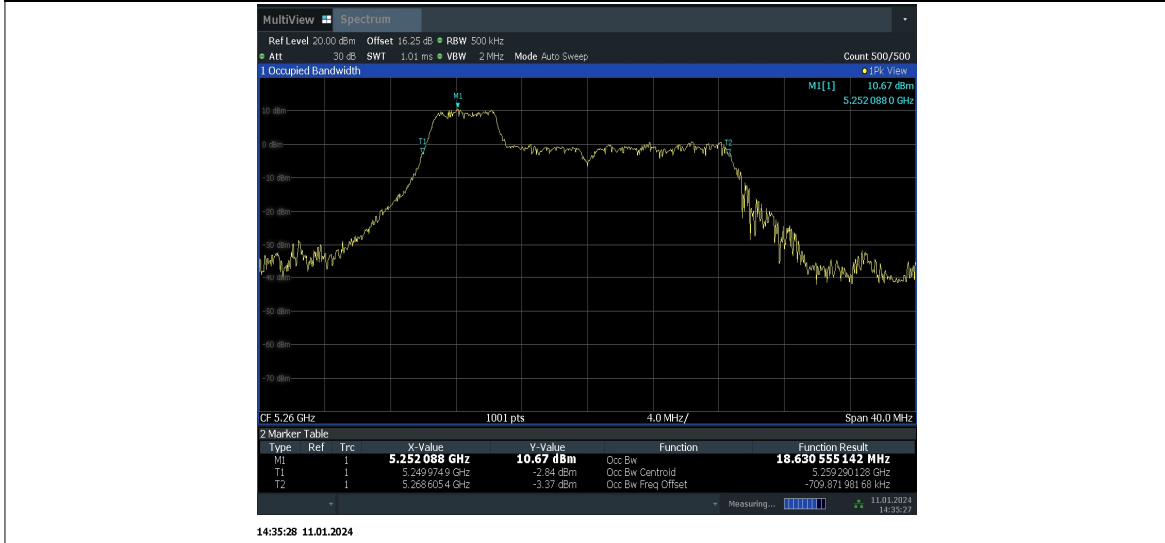 MultiView Spectrum
Ref Level 20.00 dBm Offset 16.25 dB RBW 500 kHz
Att 30 dB SWT 1.01 ms VBW 2 MHz Mode Auto Sweep Count 500/500
1 Occupied Bandwidth 1Pk View
M1[1] 10.67 dBm
5.252 088 0 GHz
M1
10 dBm
T1
T2
0 dBm
-10 dBm
-20 dBm
-30 dBm
-40 dBm
-50 dBm
-60 dBm
-70 dBm
CF 5.26 GHz 1001 pts 4.0 MHz/ Span 40.0 MHz
2 Marker Table
Type Ref Trc X-Value Y-Value Function Function Result
M1 1 5.252 088 GHz 10.67 dBm Occ Bw 18.630 555 142 MHz
T1 1 5.249 974 9 GHz -2.84 dBm Occ Bw Centroid 5.259 290 128 GHz
T2 1 5.268 605 4 GHz -3.37 dBm Occ Bw Freq Offset -709.871 981 68 kHz
Measuring... 11.01.2024
14:35:27
14:35:28 11.01.2024